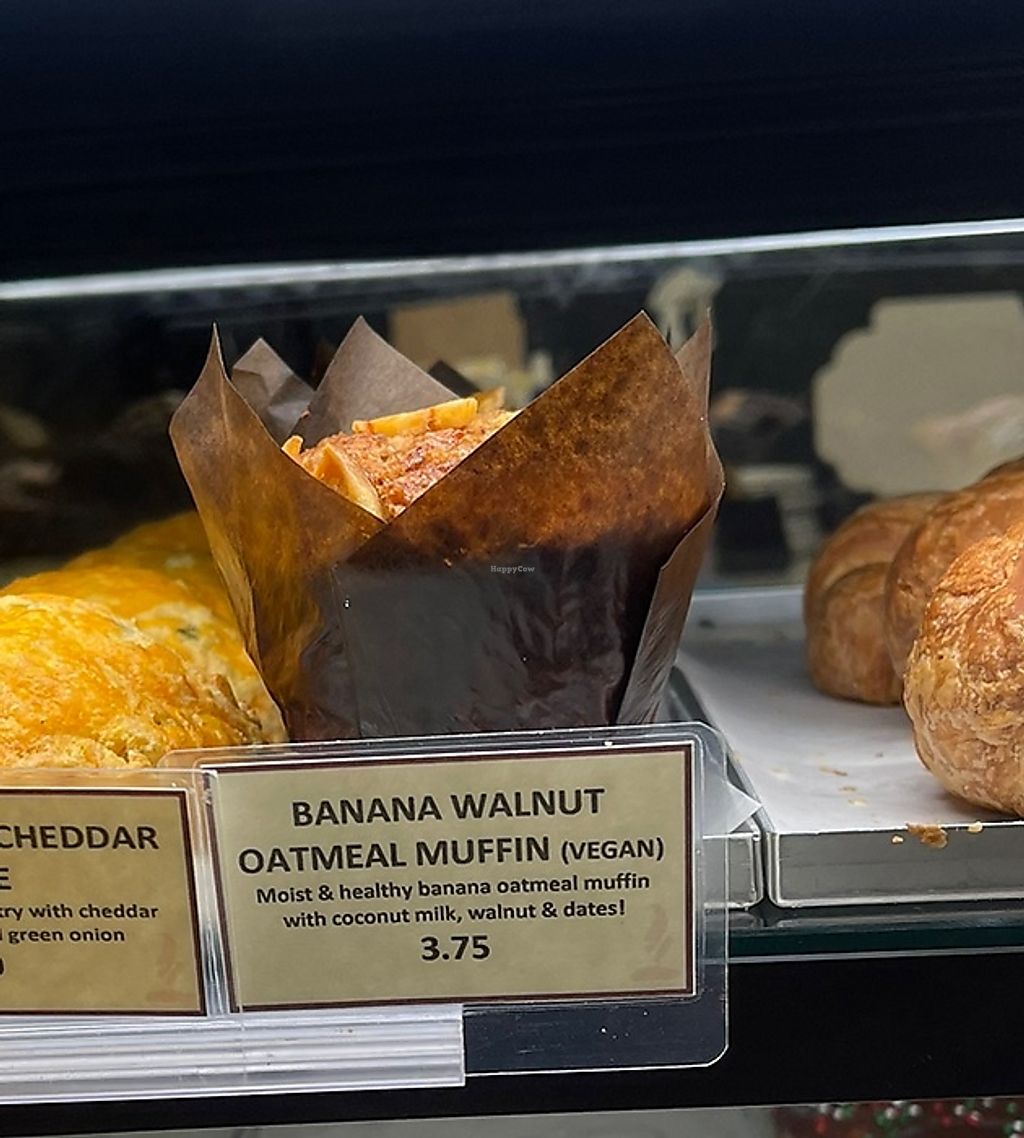 CHEDDAR
E
try with cheddar
green onion
BANANA WALNUT
OATMEAL MUFFIN (VEGAN)
Moist & healthy banana oatmeal muffin
with coconut milk, walnut & dates!
3.75
HappyCow